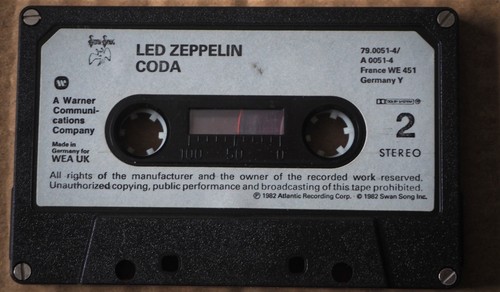 LED ZEPPELIN
CODA
79.0051-4/
A 0051-4
France WE 451
Germany Y
A Warner
Communi-
cations
Company
Made in
Germany for
WEA UK
2
STEREO
100 50 0
All rights of the manufacturer and the owner of the recorded work reserved.
Unauthorized copying, public performance and broadcasting of this tape prohibited.
℗ 1982 Atlantic Recording Corp. © 1982 Swan Song Inc.